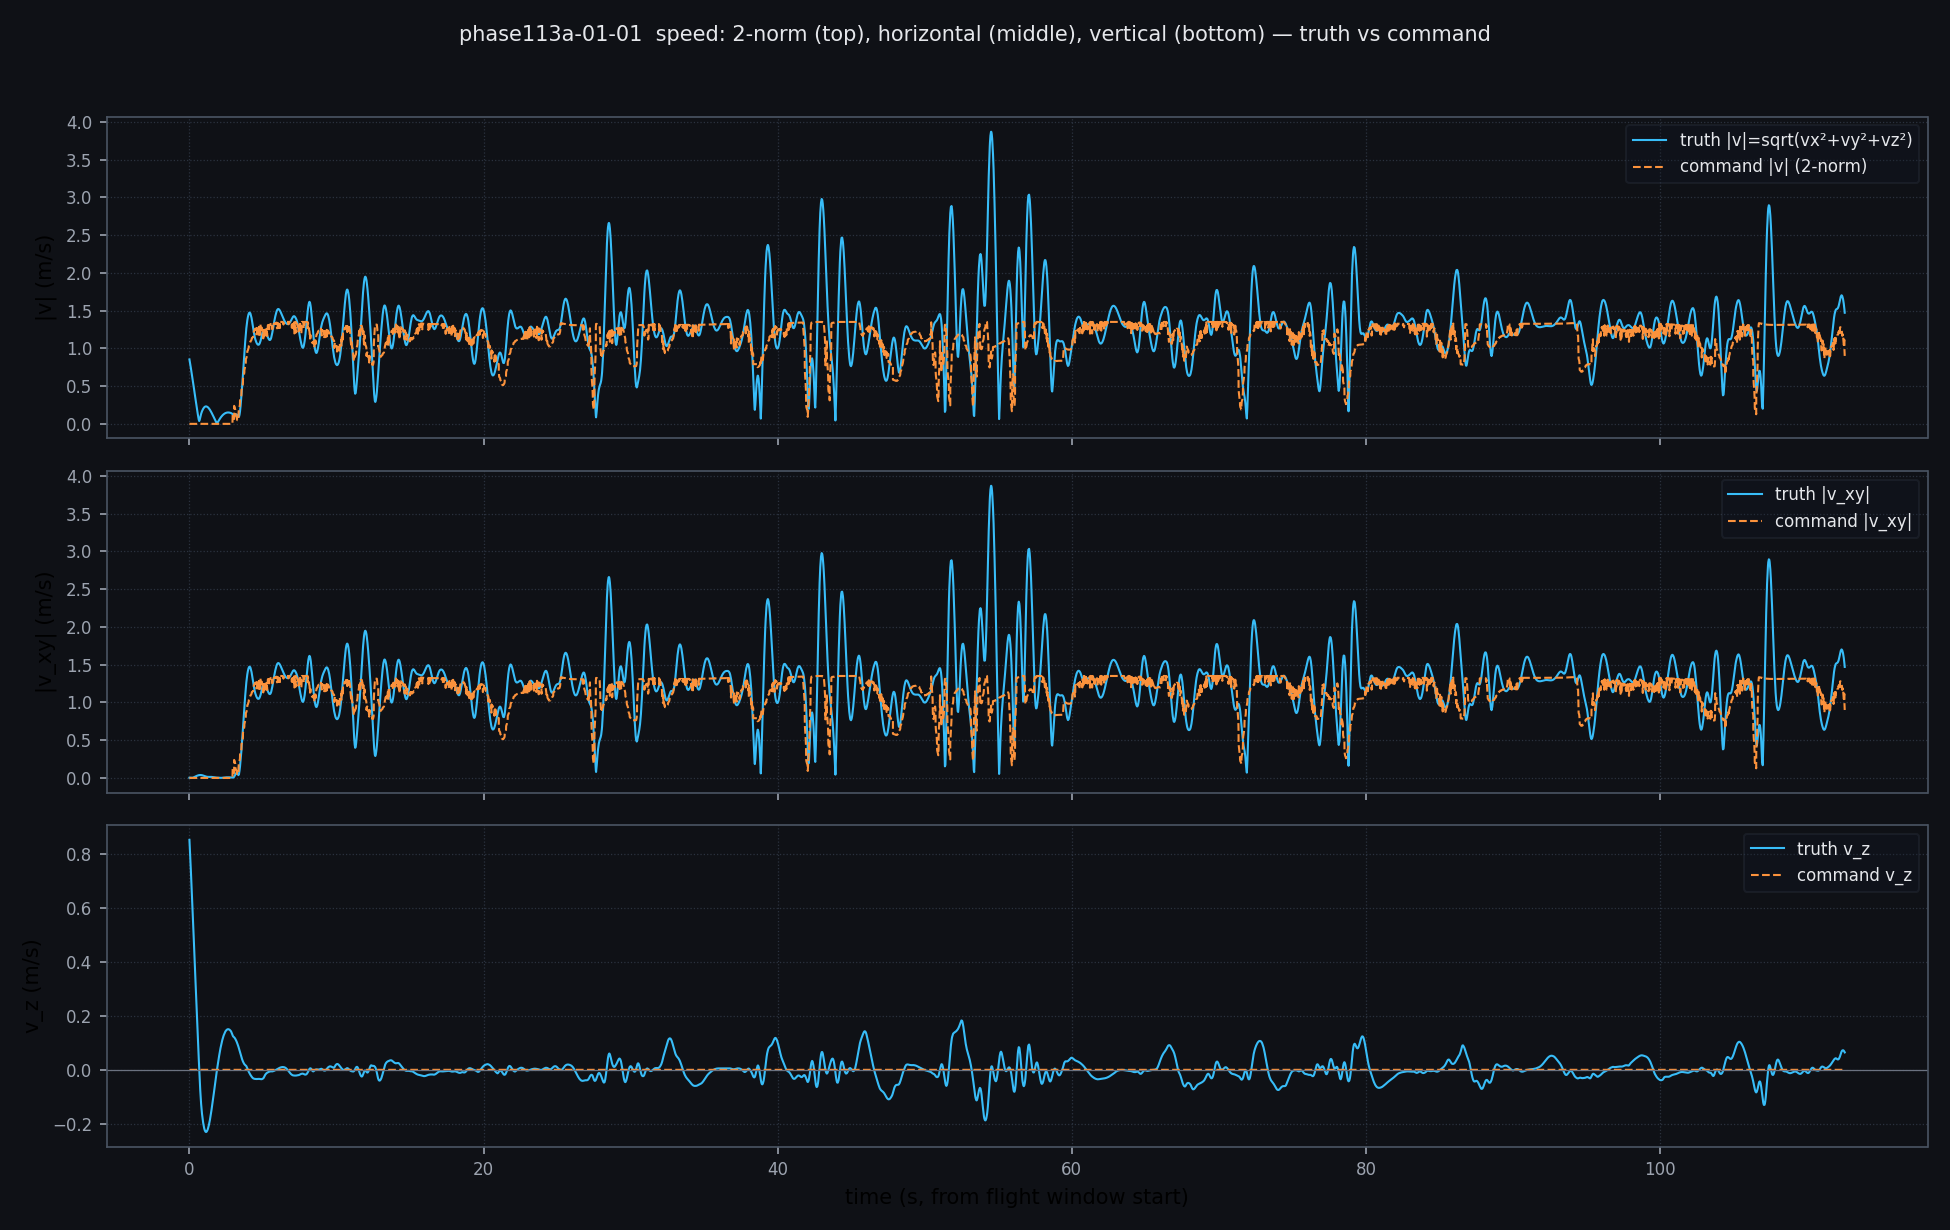 phase113a-01-01  speed: 2-norm (top), horizontal (middle), vertical (bottom) — truth vs command
4.0
3.5
3.0
2.5
2.0
1.5
1.0
0.5
0.0
|v| (m/s)
truth |v|=sqrt(vx²+vy²+vz²)
command |v| (2-norm)
4.0
3.5
3.0
2.5
2.0
1.5
1.0
0.5
0.0
|v_xy| (m/s)
truth |v_xy|
command |v_xy|
0.8
0.6
0.4
0.2
0.0
−0.2
v_z (m/s)
truth v_z
command v_z
0 20 40 60 80 100
time (s, from flight window start)